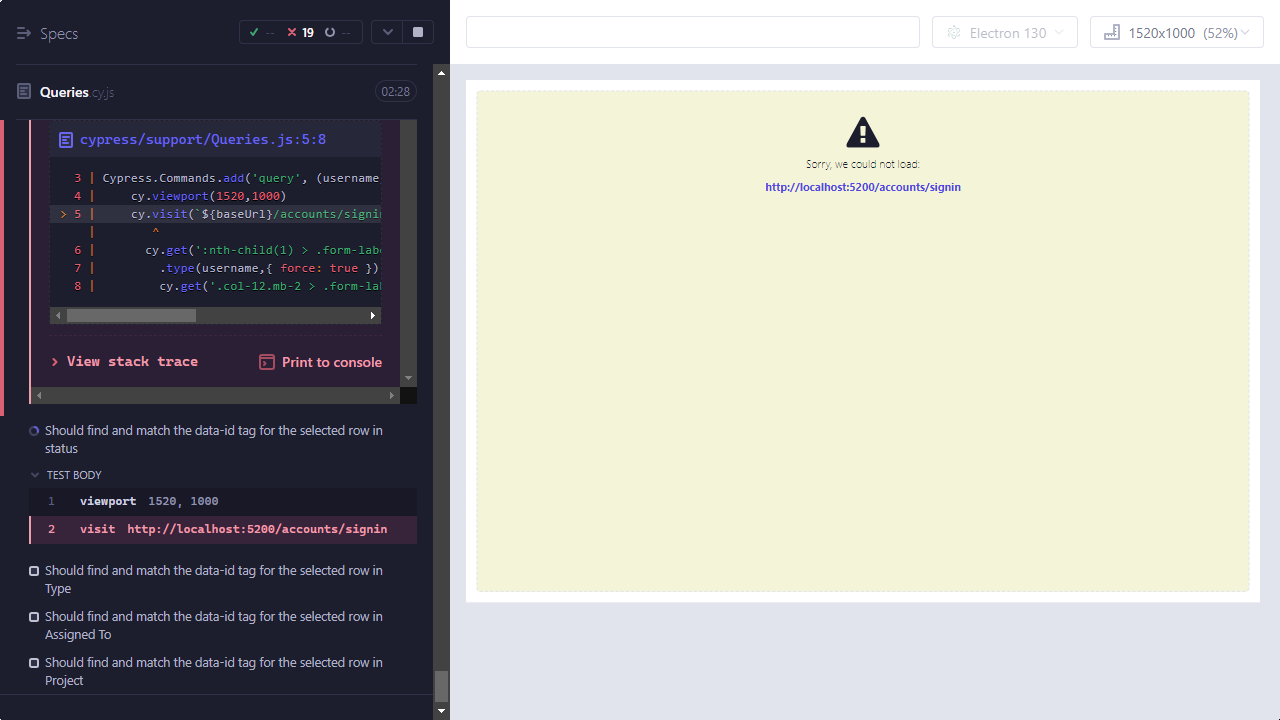 Specs
-- 19 --
Electron 130
1520x1000 (52%)
Queries.cy.js
02:28
cypress/support/Queries.js:5:8
3 | Cypress.Commands.add('query', (username,
4 | cy.viewport(1520,1000)
> 5 | cy.visit(`${baseUrl}/accounts/signin
| ^
6 | cy.get(':nth-child(1) > .form-labe
7 | .type(username,{ force: true })
8 | cy.get('.col-12.mb-2 > .form-lab
View stack trace
Print to console
Should find and match the data-id tag for the selected row in
status
TEST BODY
1 viewport 1520, 1000
2 visit http://localhost:5200/accounts/signin
Should find and match the data-id tag for the selected row in
Type
Should find and match the data-id tag for the selected row in
Assigned To
Should find and match the data-id tag for the selected row in
Project
Sorry, we could not load:
http://localhost:5200/accounts/signin